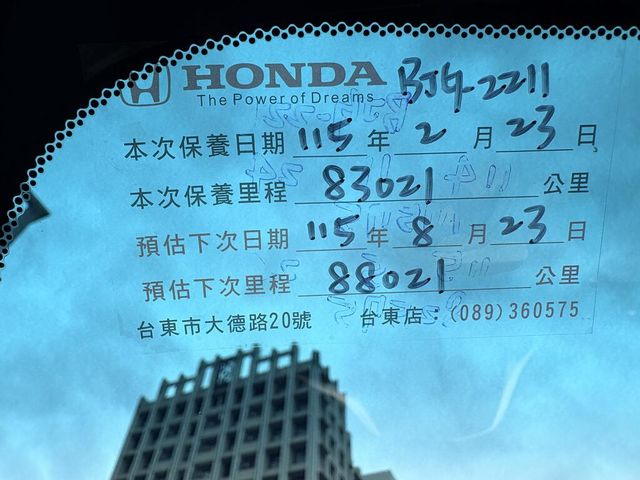 HONDA BJG-2211
The Power of Dreams
本次保養日期 115 年 2 月 23 日
本次保養里程 83021 公里
預估下次日期 115 年 8 月 23 日
預估下次里程 88021 公里
台東市大德路20號 台東店：(089)360575